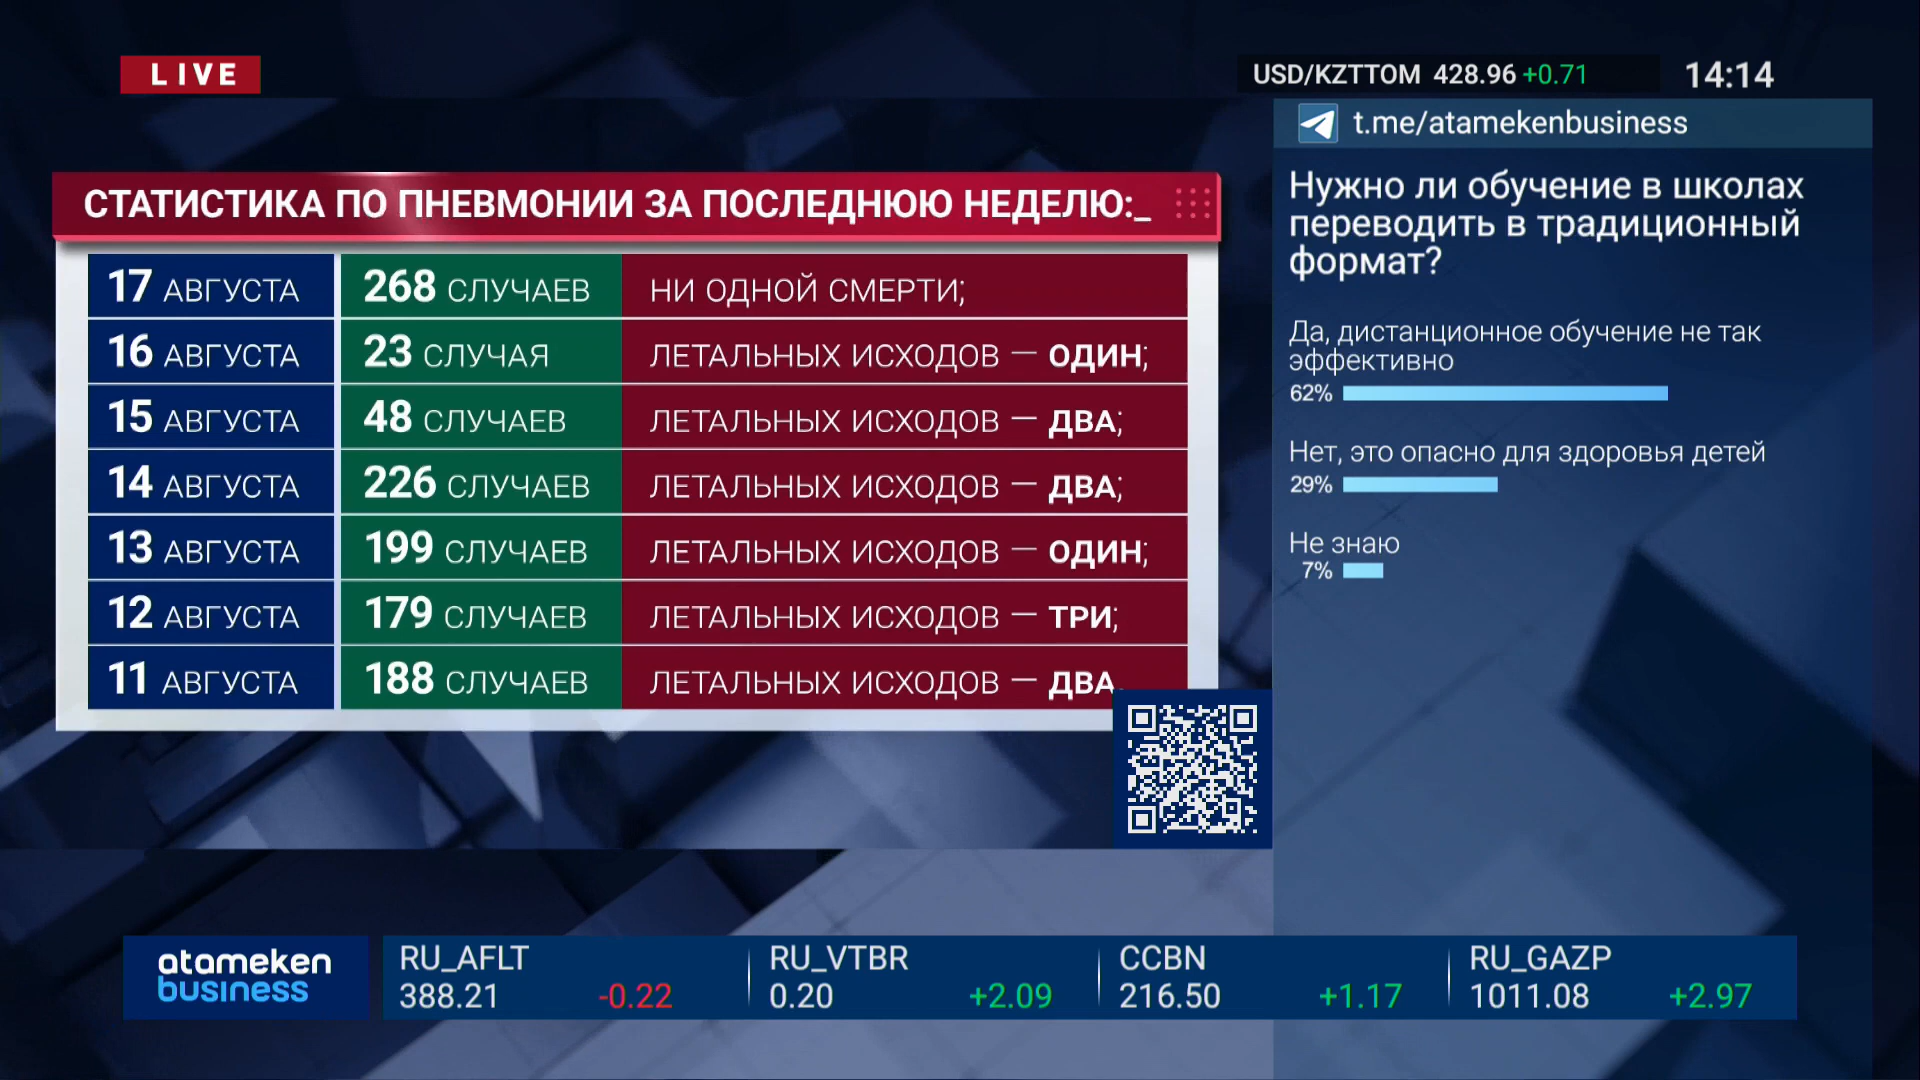 LIVE
USD/KZTTOM 428.96 +0.71
14:14
СТАТИСТИКА ПО ПНЕВМОНИИ ЗА ПОСЛЕДНЮЮ НЕДЕЛЮ:_
17 АВГУСТА 268 СЛУЧАЕВ НИ ОДНОЙ СМЕРТИ;
16 АВГУСТА 23 СЛУЧАЯ ЛЕТАЛЬНЫХ ИСХОДОВ — ОДИН;
15 АВГУСТА 48 СЛУЧАЕВ ЛЕТАЛЬНЫХ ИСХОДОВ — ДВА;
14 АВГУСТА 226 СЛУЧАЕВ ЛЕТАЛЬНЫХ ИСХОДОВ — ДВА;
13 АВГУСТА 199 СЛУЧАЕВ ЛЕТАЛЬНЫХ ИСХОДОВ — ОДИН;
12 АВГУСТА 179 СЛУЧАЕВ ЛЕТАЛЬНЫХ ИСХОДОВ — ТРИ;
11 АВГУСТА 188 СЛУЧАЕВ ЛЕТАЛЬНЫХ ИСХОДОВ — ДВА.
t.me/atamekenbusiness
Нужно ли обучение в школах
переводить в традиционный
формат?
Да, дистанционное обучение не так
эффективно
62%
Нет, это опасно для здоровья детей
29%
Не знаю
7%
atameken
business
RU_AFLT RU_VTBR CCBN RU_GAZP
388.21 -0.22 0.20 +2.09 216.50 +1.17 1011.08 +2.97